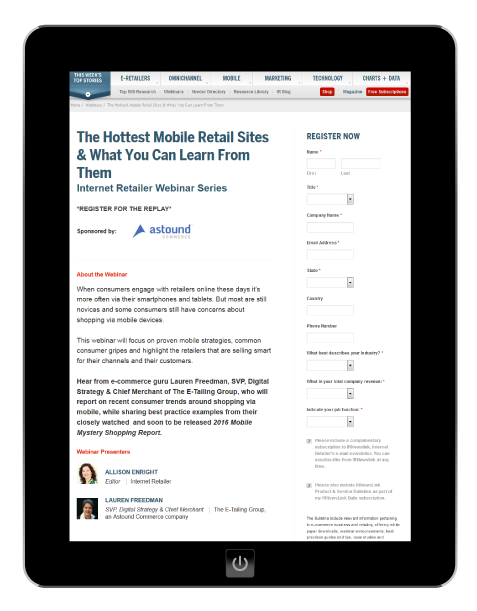 THIS WEEK'S
TOP STORIES
E-RETAILERS OMNICHANNEL MOBILE MARKETING TECHNOLOGY CHARTS + DATA
Top 500 Research Webinars Vendor Directory Resource Library IR Blog Shop Magazine Free Subscriptions
Home / Webinars / The Hottest Mobile Retail Sites & What You Can Learn From Them
The Hottest Mobile Retail Sites
& What You Can Learn From
Them
Internet Retailer Webinar Series
*REGISTER FOR THE REPLAY*
Sponsored by: astound
COMMERCE
About the Webinar
When consumers engage with retailers online these days it's
more often via their smartphones and tablets. But most are still
novices and some consumers still have concerns about
shopping via mobile devices.
This webinar will focus on proven mobile strategies, common
consumer gripes and highlight the retailers that are selling smart
for their channels and their customers.
Hear from e-commerce guru Lauren Freedman, SVP, Digital
Strategy & Chief Merchant of The E-Tailing Group, who will
report on recent consumer trends around shopping via
mobile, while sharing best practice examples from their
closely watched and soon to be released 2016 Mobile
Mystery Shopping Report.
Webinar Presenters
ALLISON ENRIGHT
Editor | Internet Retailer
LAUREN FREEDMAN
SVP, Digital Strategy & Chief Merchant | The E-Tailing Group,
an Astound Commerce company
REGISTER NOW
Name *
First Last
Title *
Company Name *
Email Address *
State *
Country
Phone Number
What best describes your industry? *
What is your total company revenue: *
Indicate your job function: *
Please include a complimentary
subscription to IRNewsLink, Internet
Retailer's e-mail newsletter. You can
unsubscribe from IRNewsLink at any
time.
Please also include IRNewsLink
Product & Service Bulletins as part of
my IRNewsLink Data subscription.
The Bulletins include relevant information pertaining
to e-commerce business and retailing, offering white
paper downloads, webinar announcements, best
practices guides and tips, case studies and